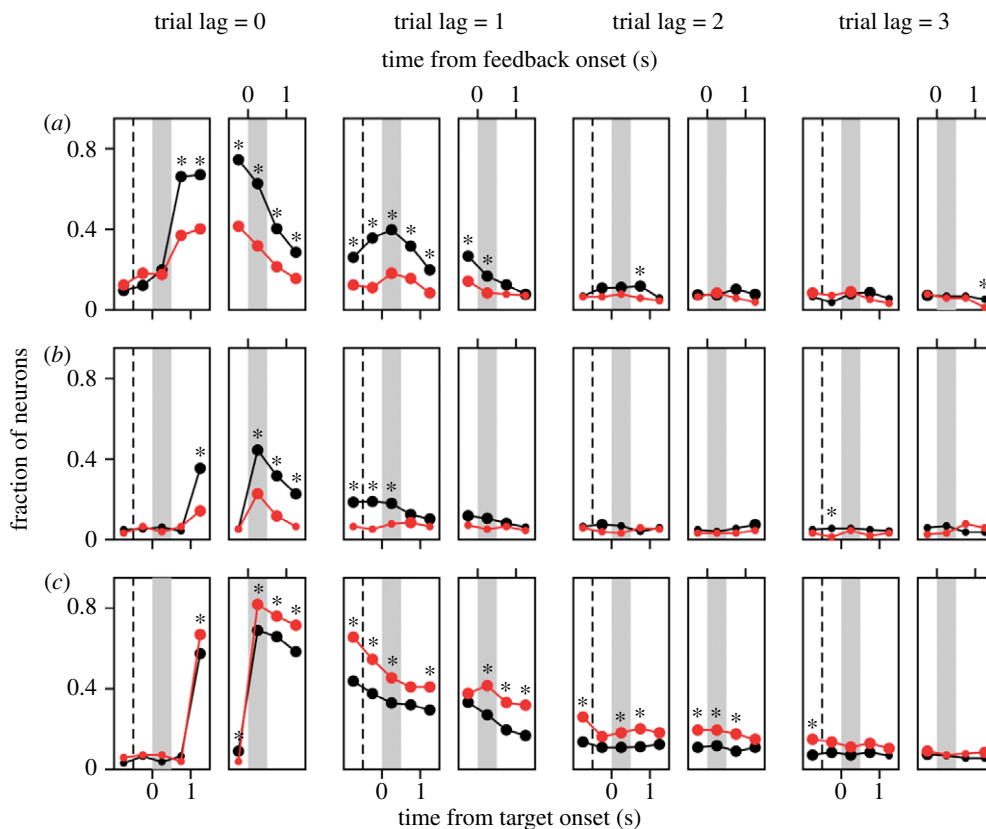 trial lag = 0 trial lag = 1 trial lag = 2 trial lag = 3
time from feedback onset (s)
0 1 0 1 0 1 0 1
(a)
* * * * * * * * * * * * * * *
0.8
0.4
0
(b)
* * * * * * * *
0.8
0.4
0
fraction of neurons
(c)
* * * * * * * * * * * * * * * * * * *
0.8
0.4
0
0 1 0 1 0 1 0 1
time from target onset (s)